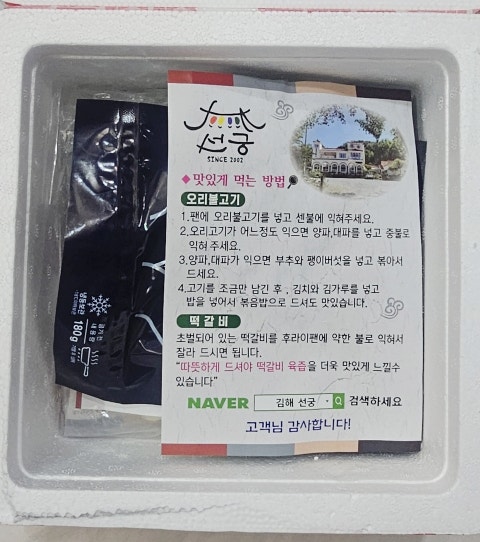 선궁
SINCE 2002
◆맛있게 먹는 방법
오리불고기
1.팬에 오리불고기를 넣고 센불에 익혀주세요.
2.오리고기가 어느정도 익으면 양파,대파를 넣고 중불로
익혀 주세요.
3.양파,대파가 익으면 부추와 팽이버섯을 넣고 볶아서
드세요.
4.고기를 조금만 남긴 후 , 김치와 김가루를 넣고
밥을 넣어서 볶음밥으로 드셔도 맛있습니다.
떡갈비
초벌되어 있는 떡갈비를 후라이팬에 약한 불로 익혀서
잘라 드시면 됩니다.
"따뜻하게 드셔야 떡갈비 육즙을 더욱 맛있게 느낄수
있습니다"
NAVER 김해 선궁 검색하세요
고객님 감사합니다!
냉동보관
180g